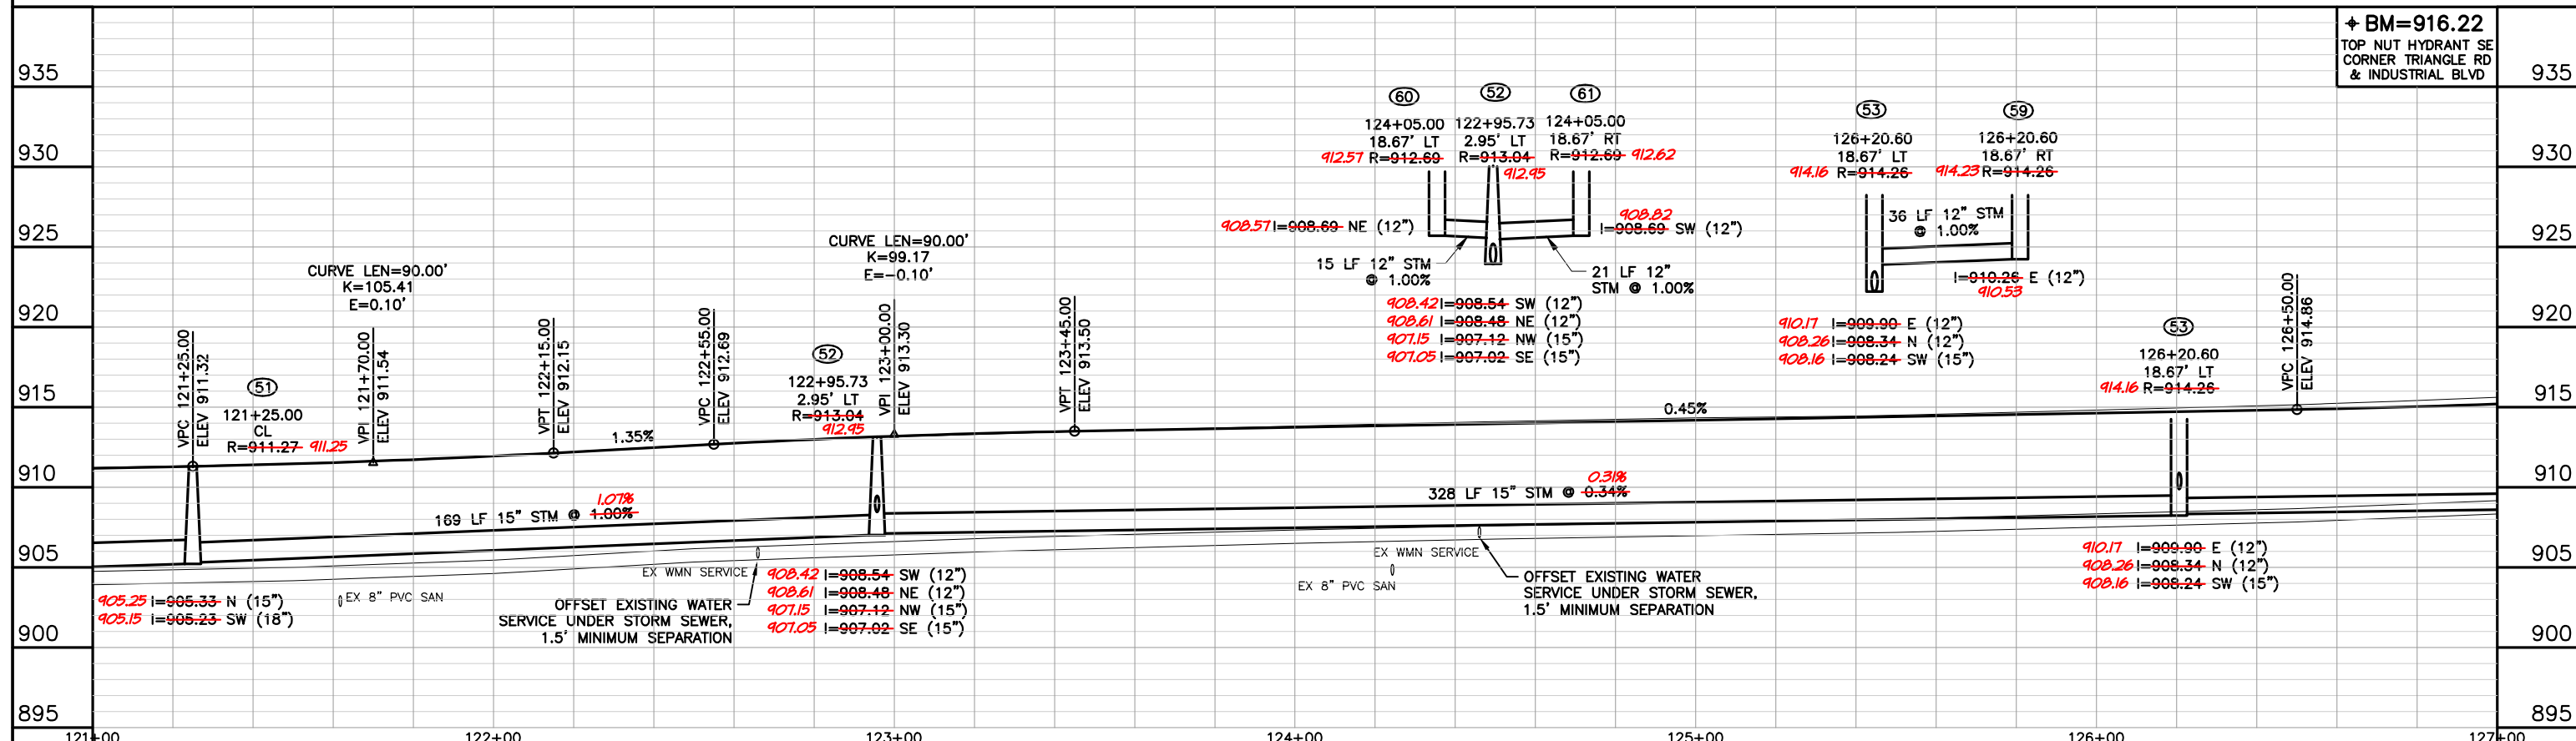 ⌖ BM=916.22
TOP NUT HYDRANT SE
CORNER TRIANGLE RD
& INDUSTRIAL BLVD
935
935
930
930
925
925
920
920
915
915
910
910
905
905
900
900
895
895
60
124+05.00
18.67' LT
912.57 R=912.69
52
122+95.73
2.95' LT
R=913.04
912.95
61
124+05.00
18.67' RT
R=912.69 912.62
908.57 I=908.69 NE (12")
908.82
I=908.69 SW (12")
15 LF 12" STM
@ 1.00%
21 LF 12"
STM @ 1.00%
908.42 I=908.54 SW (12")
908.61 I=908.48 NE (12")
907.15 I=907.12 NW (15")
907.05 I=907.02 SE (15")
53
126+20.60
18.67' LT
914.16 R=914.26
59
126+20.60
18.67' RT
914.23 R=914.26
36 LF 12" STM
@ 1.00%
I=910.26 E (12")
910.53
910.17 I=909.90 E (12")
908.26 I=908.34 N (12")
908.16 I=908.24 SW (15")
CURVE LEN=90.00'
K=105.41
E=0.10'
CURVE LEN=90.00'
K=99.17
E=-0.10'
VPC 121+25.00
ELEV 911.32
51
121+25.00
CL
R=911.27 911.25
VPI 121+70.00
ELEV 911.54
VPT 122+15.00
ELEV 912.15
1.35%
VPC 122+55.00
ELEV 912.69
52
122+95.73
2.95' LT
R=913.04
912.95
VPI 123+00.00
ELEV 913.30
VPT 123+45.00
ELEV 913.50
0.45%
53
126+20.60
18.67' LT
914.16 R=914.26
VPC 126+50.00
ELEV 914.86
1.07%
169 LF 15" STM @ 1.00%
0.31%
328 LF 15" STM @ 0.34%
905.25 I=905.33 N (15")
905.15 I=905.23 SW (18")
EX 8" PVC SAN
EX WMN SERVICE
OFFSET EXISTING WATER
SERVICE UNDER STORM SEWER,
1.5' MINIMUM SEPARATION
908.42 I=908.54 SW (12")
908.61 I=908.48 NE (12")
907.15 I=907.12 NW (15")
907.05 I=907.02 SE (15")
EX WMN SERVICE
EX 8" PVC SAN
OFFSET EXISTING WATER
SERVICE UNDER STORM SEWER,
1.5' MINIMUM SEPARATION
910.17 I=909.90 E (12")
908.26 I=908.34 N (12")
908.16 I=908.24 SW (15")
121+00
122+00
123+00
124+00
125+00
126+00
127+00